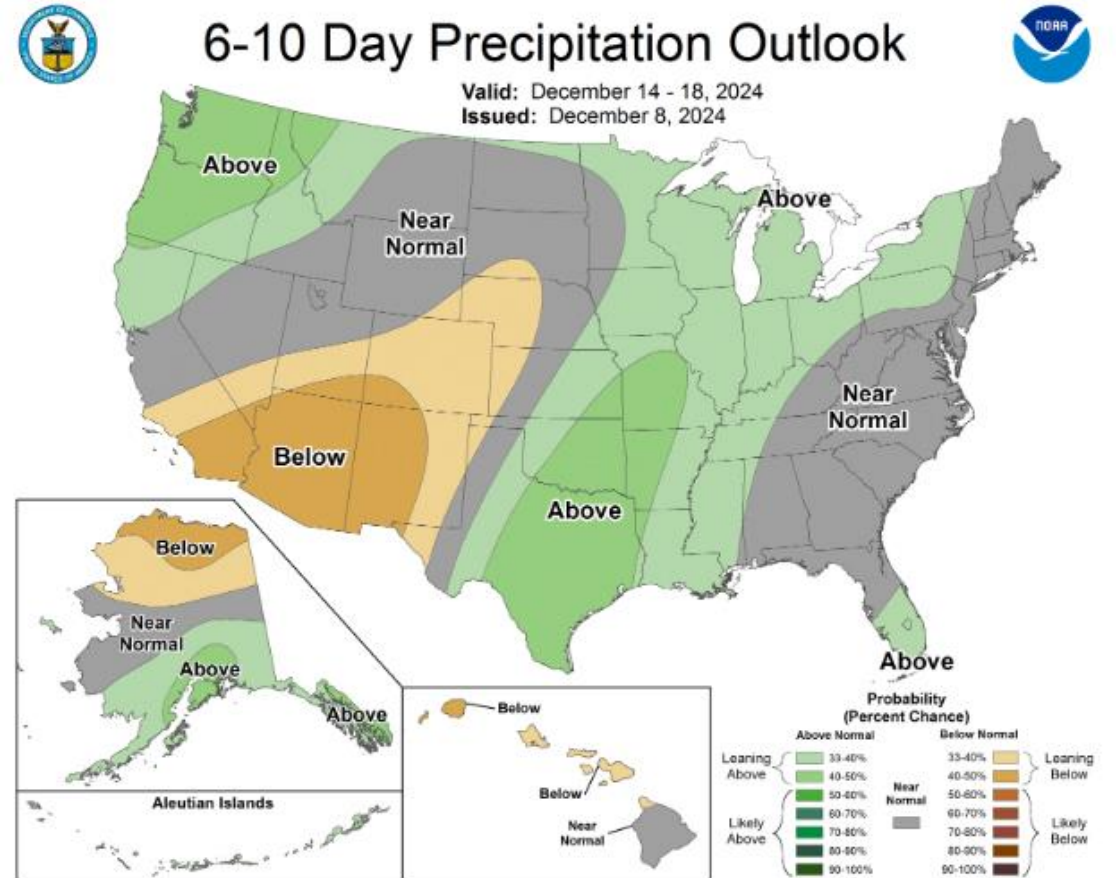 6-10 Day Precipitation Outlook
Valid: December 14 - 18, 2024
Issued: December 8, 2024
NOAA
Above
Near
Normal
Above
Below
Above
Near
Normal
Above
Below
Near
Normal
Above
Above
Aleutian Islands
Below
Below
Near
Normal
Probability
(Percent Chance)
Above Normal
Below Normal
Leaning
Above
33-40%
40-50%
Likely
Above
50-60%
60-70%
70-80%
80-90%
90-100%
Near
Normal
33-40%
40-50%
Leaning
Below
50-60%
60-70%
70-80%
80-90%
90-100%
Likely
Below